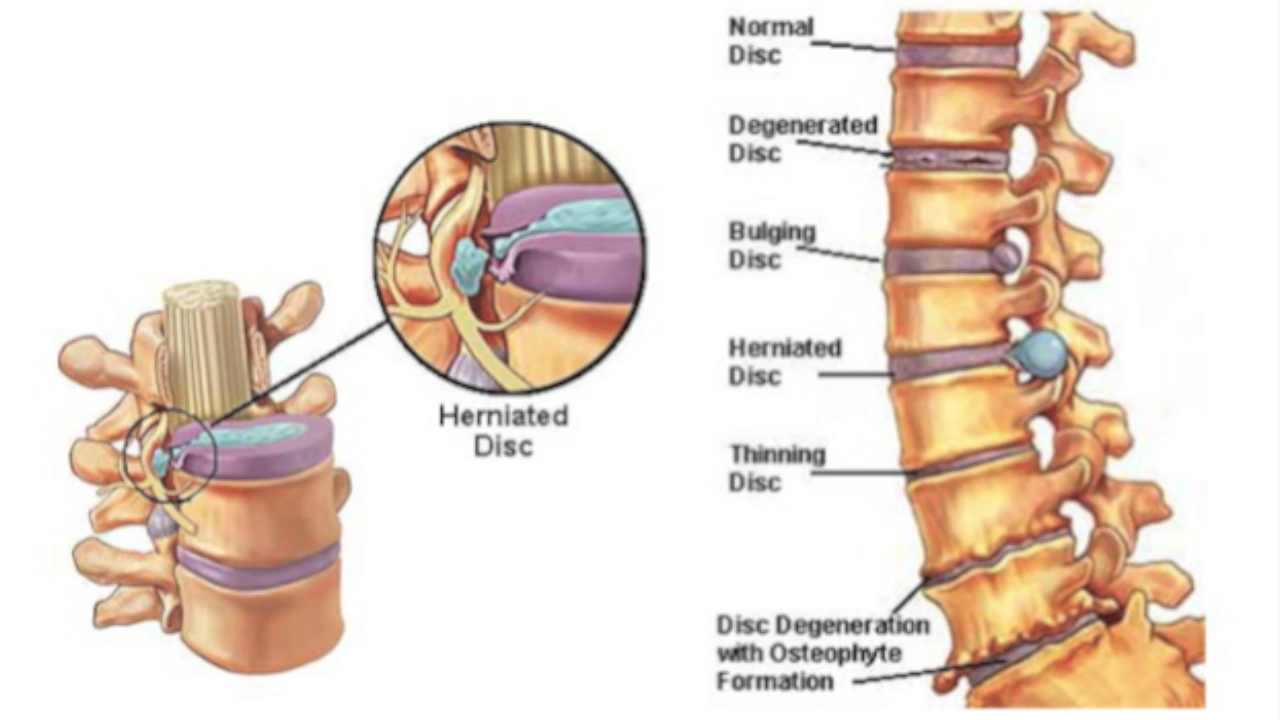 Herniated
Disc
Normal
Disc
Degenerated
Disc
Bulging
Disc
Herniated
Disc
Thinning
Disc
Disc Degeneration
with Osteophyte
Formation